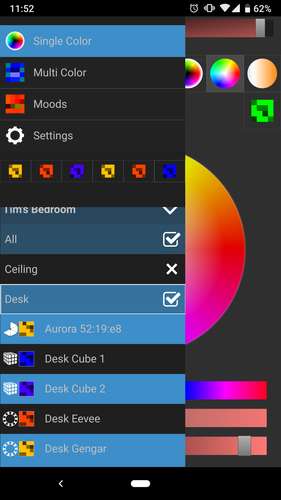 11:52
62%
Single Color
Multi Color
Moods
Settings
Tim's Bedroom
All
Ceiling
Desk
Aurora 52:19:e8
Desk Cube 1
Desk Cube 2
Desk Eevee
Desk Gengar